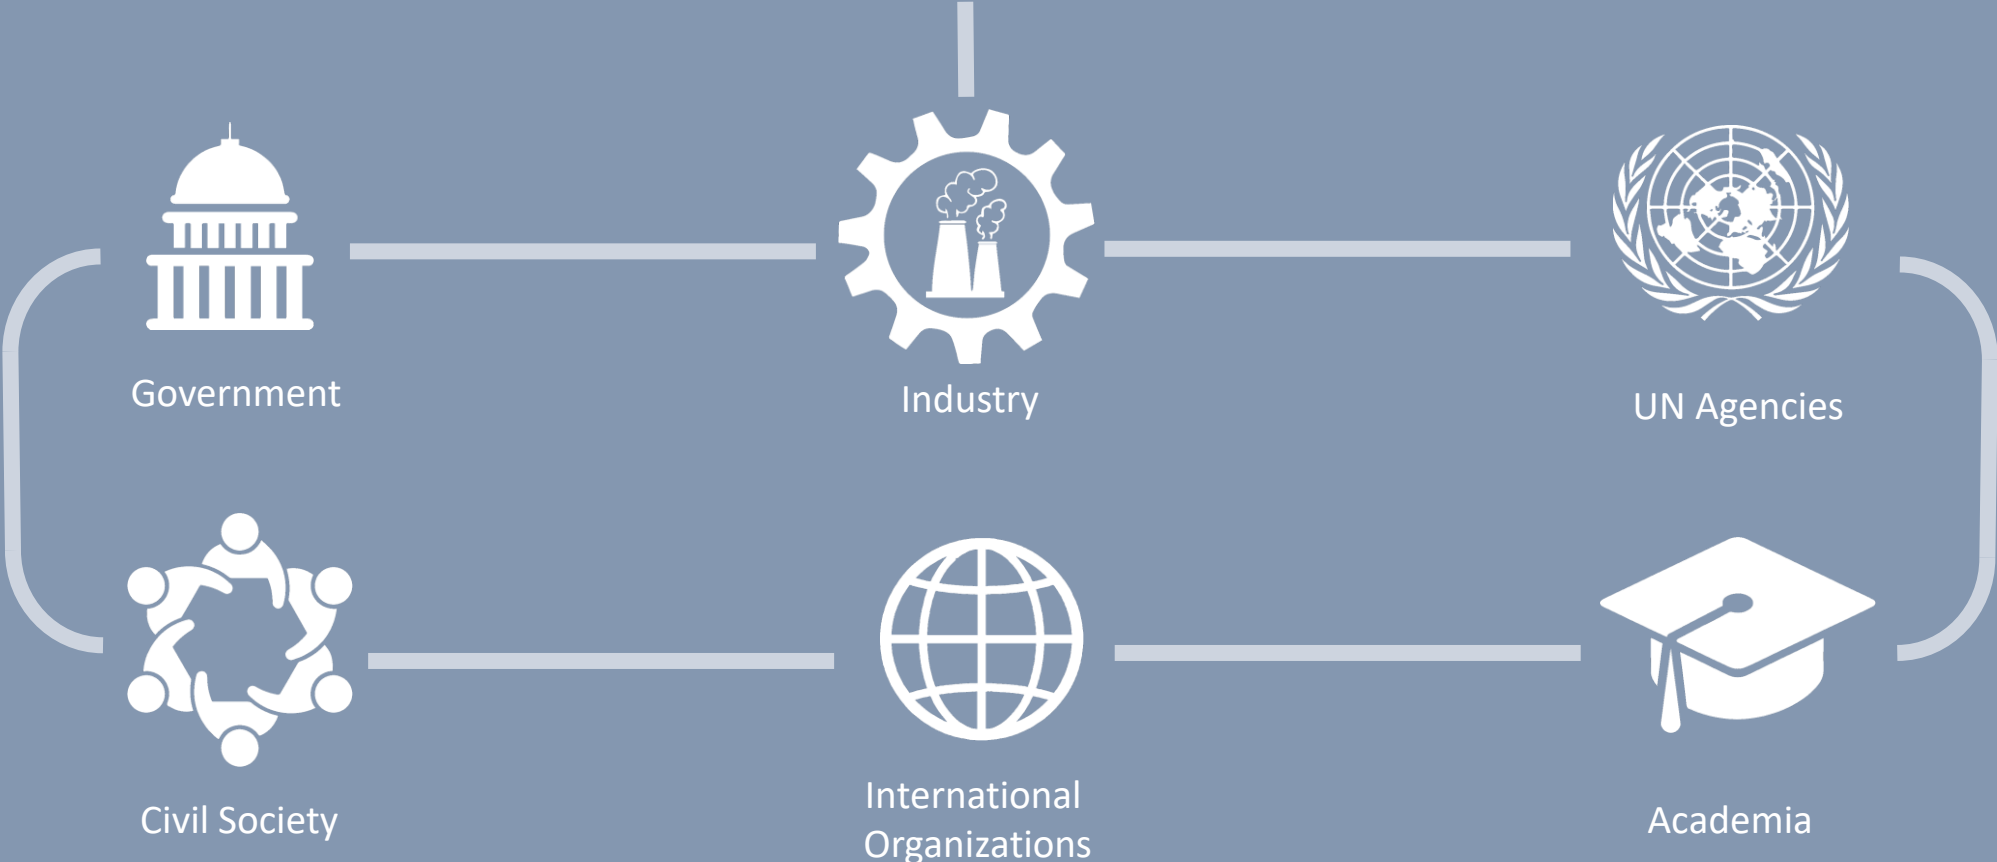 Government
Industry
UN Agencies
Civil Society
International
Organizations
Academia